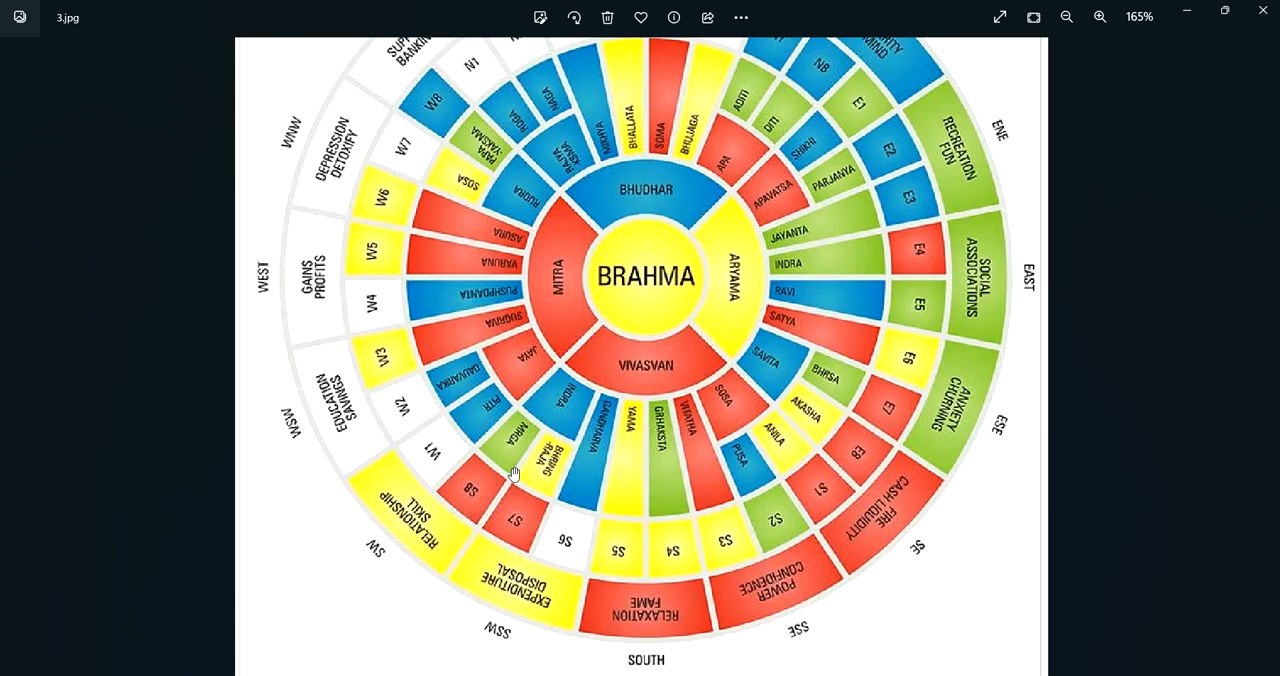 3.jpg
165%
BRAHMA
BHUDHAR
ARYAMA
VIVASVAN
MITRA
RUDRA
RAJYA
KSMA
APA
APAVATSA
SAVITA
SOSA
INDRA
JAYA
ROGA
NAGA
MUKHYA
BHALLATA
SOMA
BHUJAGA
ADITI
DITI
SHIKHI
PARJANYA
JAYANTA
INDRA
RAVI
SATYA
BHRSA
AKASHA
ANILA
PUSA
VITATHA
GRHAKSTA
YAMA
GANDHARVA
BHRING
-RAJA
MRGA
PITR
DAUVARIKA
SUGRIVA
PUSHPDANTA
VARUNA
ASURA
SOSA
PAPA
-YAKSMA
N1
N8
E1
E2
E3
E4
E5
E6
E7
E8
S1
S2
S3
S4
S5
S6
S7
S8
W1
W2
W3
W4
W5
W6
W7
W8
MIND
RECREATION
FUN
SOCIAL
ASSOCIATIONS
ANXIETY
CHURNING
FIRE
CASH LIQUIDITY
POWER
CONFIDENCE
RELAXATION
FAME
EXPENDITURE
DISPOSAL
RELATIONSHIP
SKILL
EDUCATION
SAVINGS
GAINS
PROFITS
DEPRESSION
DETOXIFY
ENE
EAST
ESE
SE
SSE
SOUTH
SSW
SW
WSW
WEST
WNW